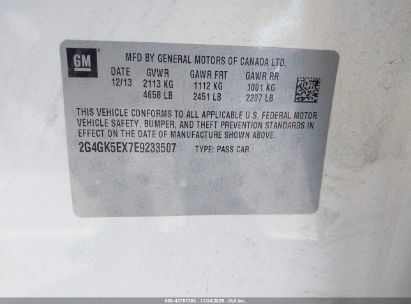 GM
MFD BY GENERAL MOTORS OF CANADA LTD.
DATE GVWR GAWR FRT GAWR RR
12/13 2113 KG 1112 KG 1001 KG
4658 LB 2451 LB 2207 LB
THIS VEHICLE CONFORMS TO ALL APPLICABLE U.S. FEDERAL MOTOR
VEHICLE SAFETY, BUMPER, AND THEFT PREVENTION STANDARDS IN
EFFECT ON THE DATE OF MANUFACTURE SHOWN ABOVE.
2G4GK5EX7E9233507 TYPE: PASS CAR